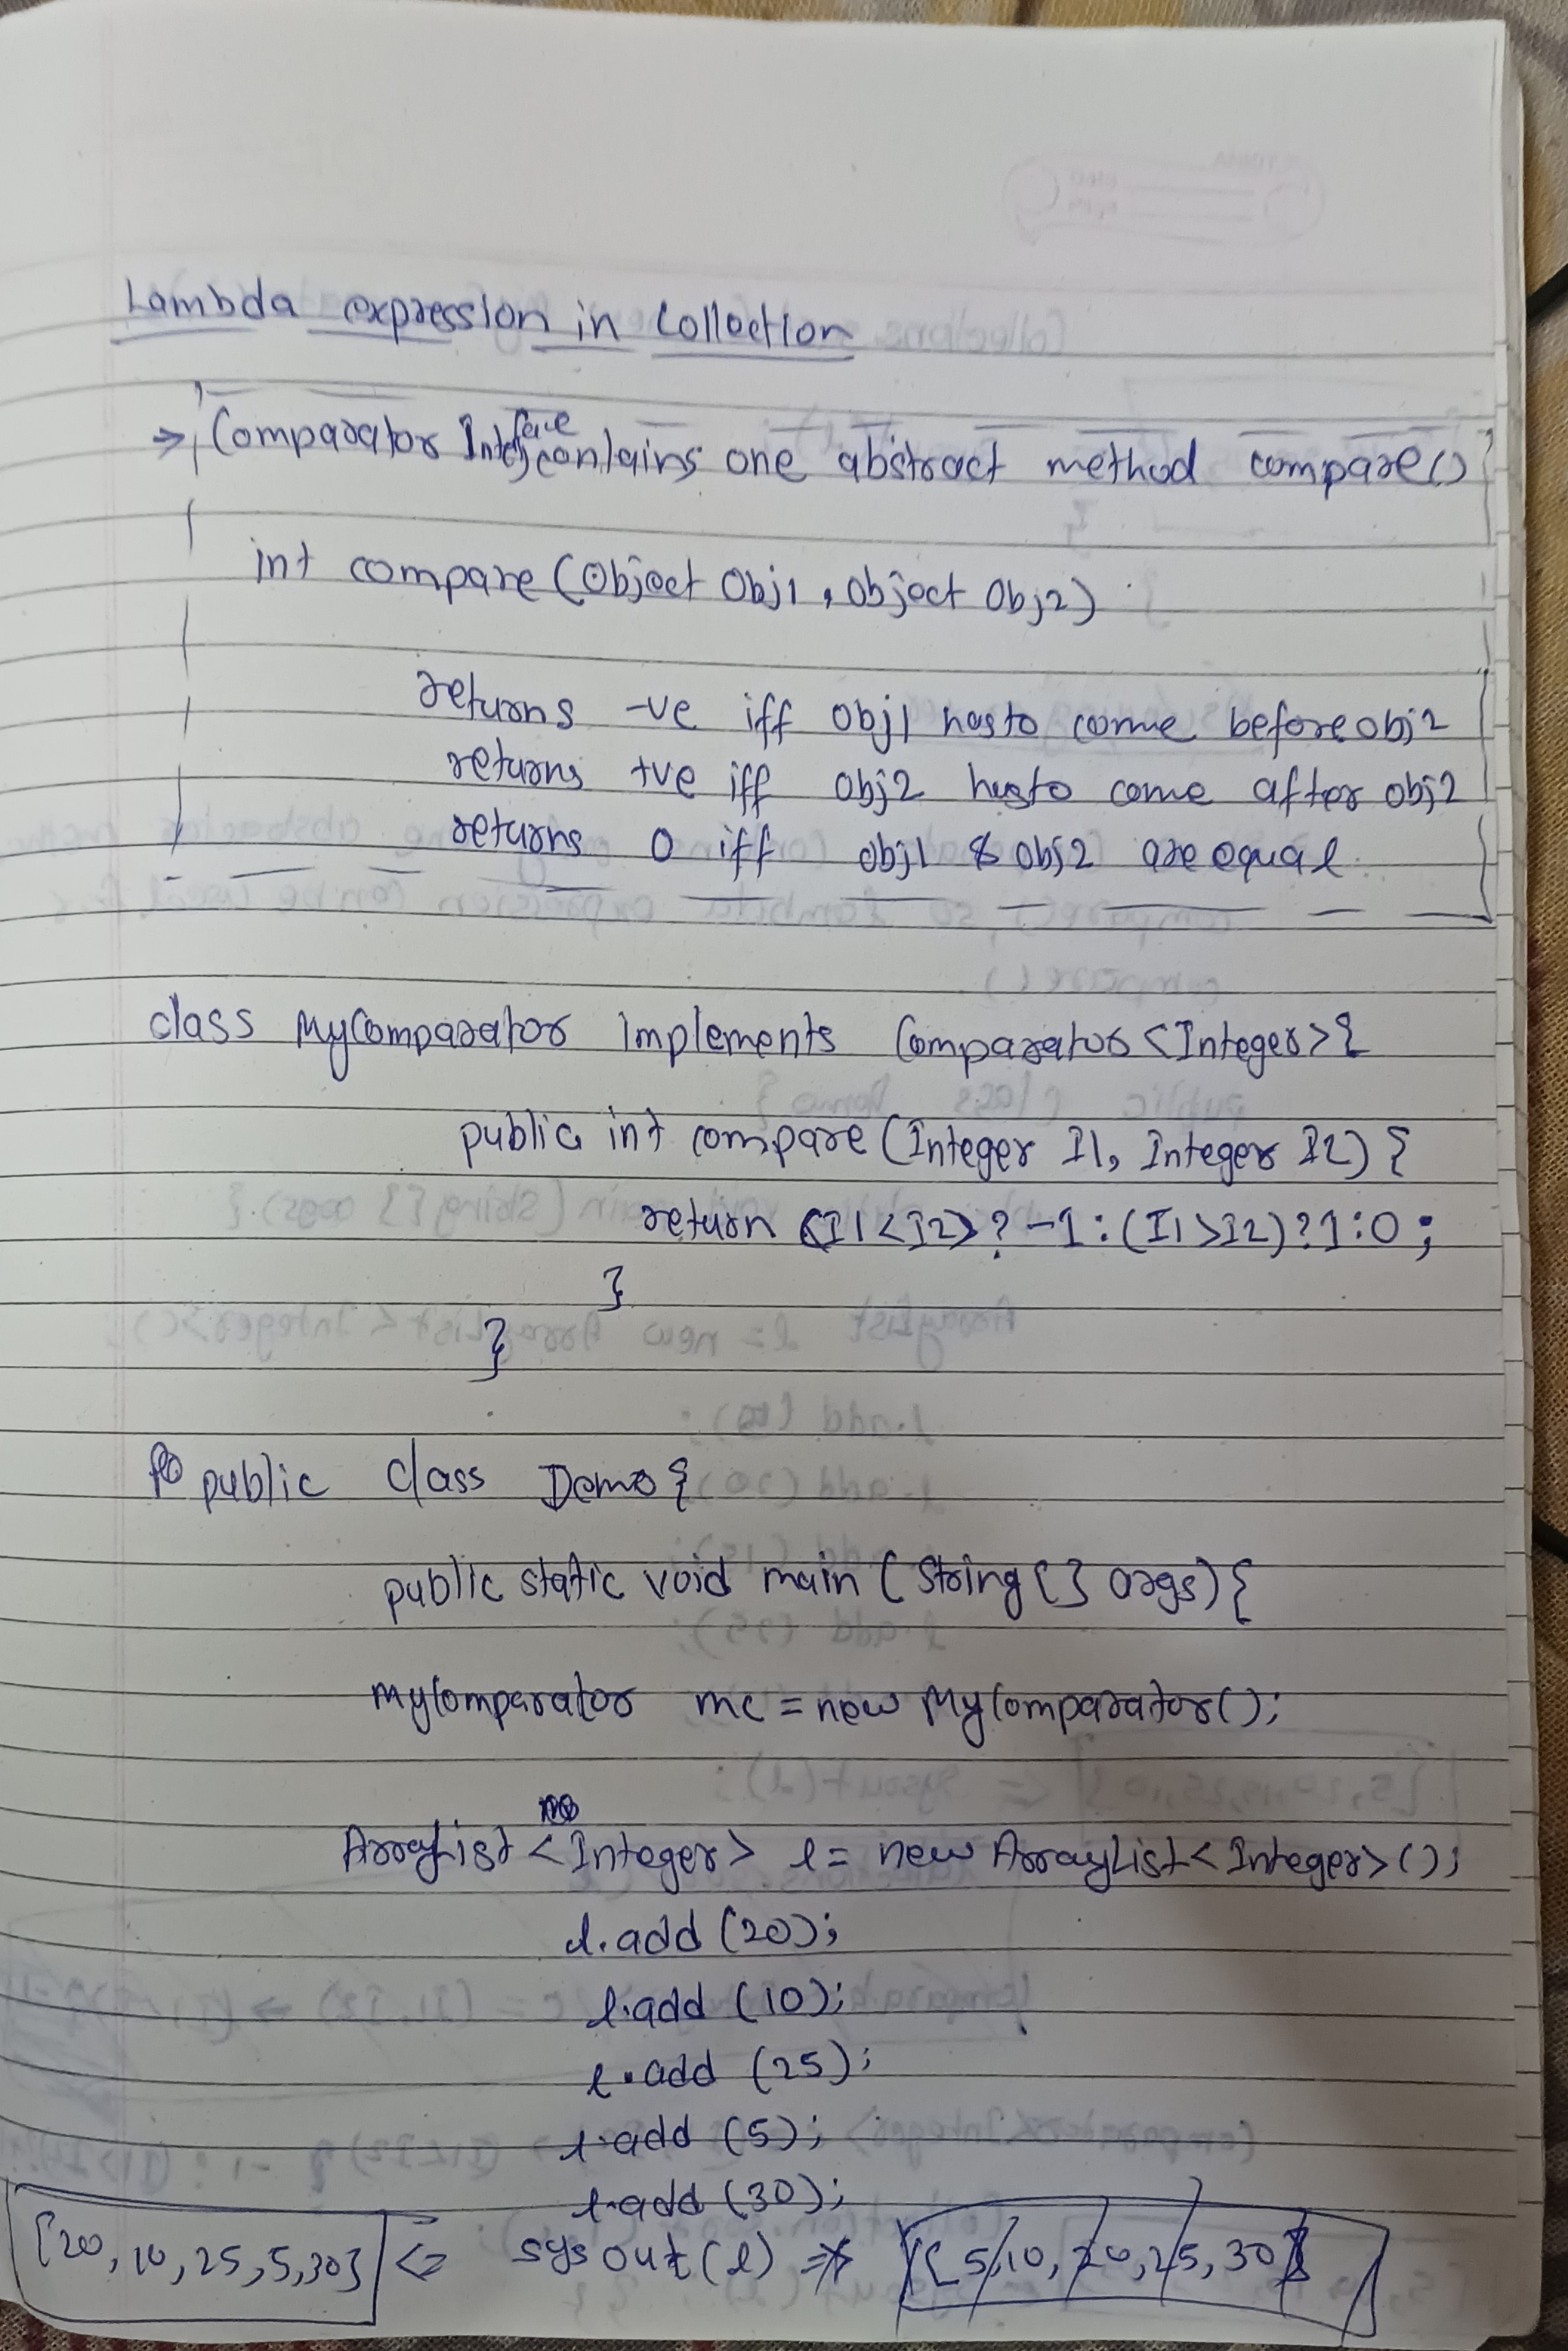 Lambda expression in Collection
→ Comparator Interface contains one abstract method compare()
int compare (Object Obj1, Object Obj2)
returns -ve iff obj1 has to come before obj2
returns +ve iff obj2 has to come after obj2
returns 0 iff obj1 & obj2 are equal
class MyComparator implements Comparator <Integer>{
public int compare (Integer I1, Integer I2) {
return (I1<I2)?-1:(I1>I2)?1:0;
}
}
public class Demo{
public static void main (String [] args){
MyComparator mc = new MyComparator();
ArrayList <Integer> l = new ArrayList<Integer>();
l.add (20);
l.add (10);
l.add (25);
l.add (5);
l.add (30);
[20, 10, 25, 5, 30] <= sysout(l) => [5, 10, 20, 25, 30]